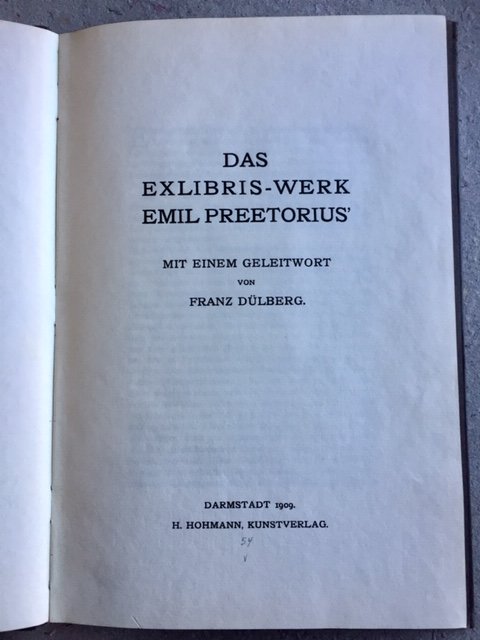 DAS
EXLIBRIS-WERK
EMIL PREETORIUS'
MIT EINEM GELEITWORT
VON
FRANZ DÜLBERG.
DARMSTADT 1909.
H. HOHMANN, KUNSTVERLAG.
54